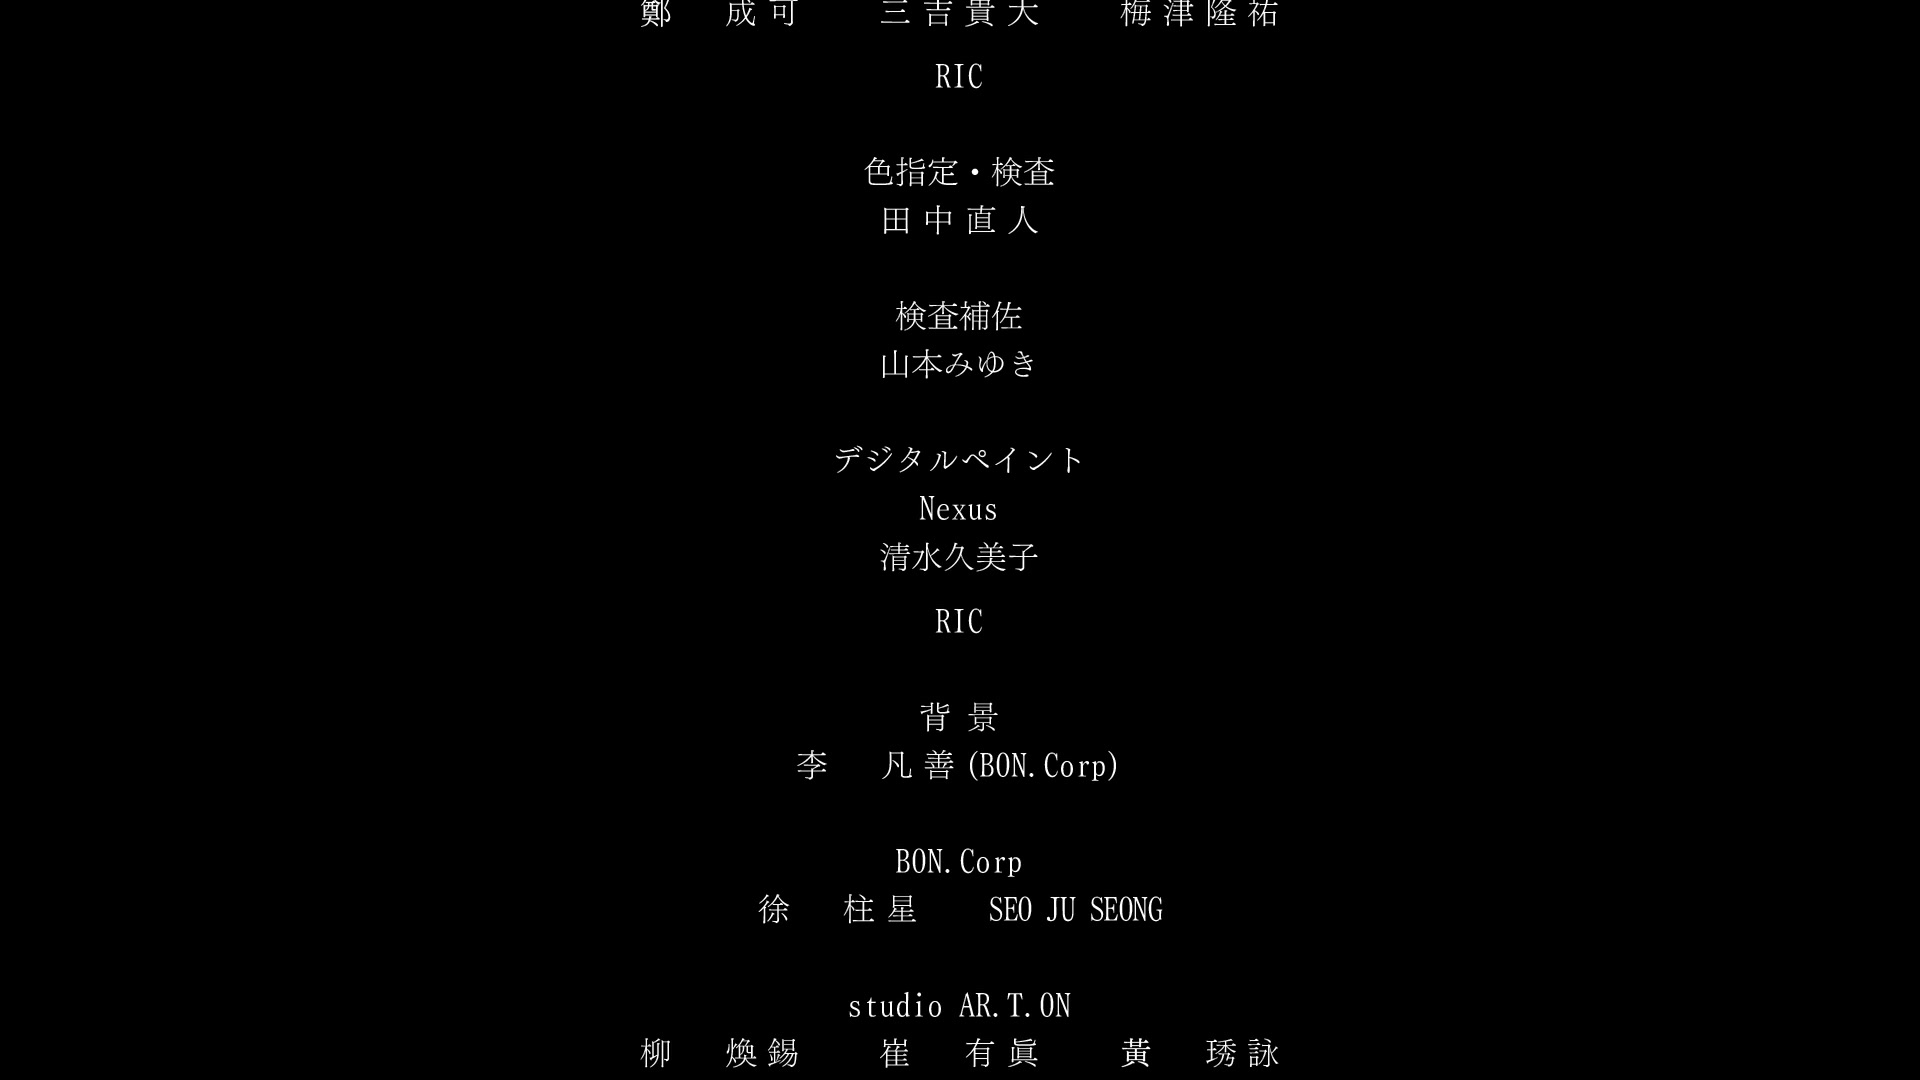 鄭 成可 三吉貴大 梅津隆祐
RIC
色指定・検査
田中直人
検査補佐
山本みゆき
デジタルペイント
Nexus
清水久美子
RIC
背景
李 凡善(BON.Corp)
BON.Corp
徐 柱星 SEO JU SEONG
studio AR.T.ON
柳 煥錫 崔 有眞 黃 琇詠